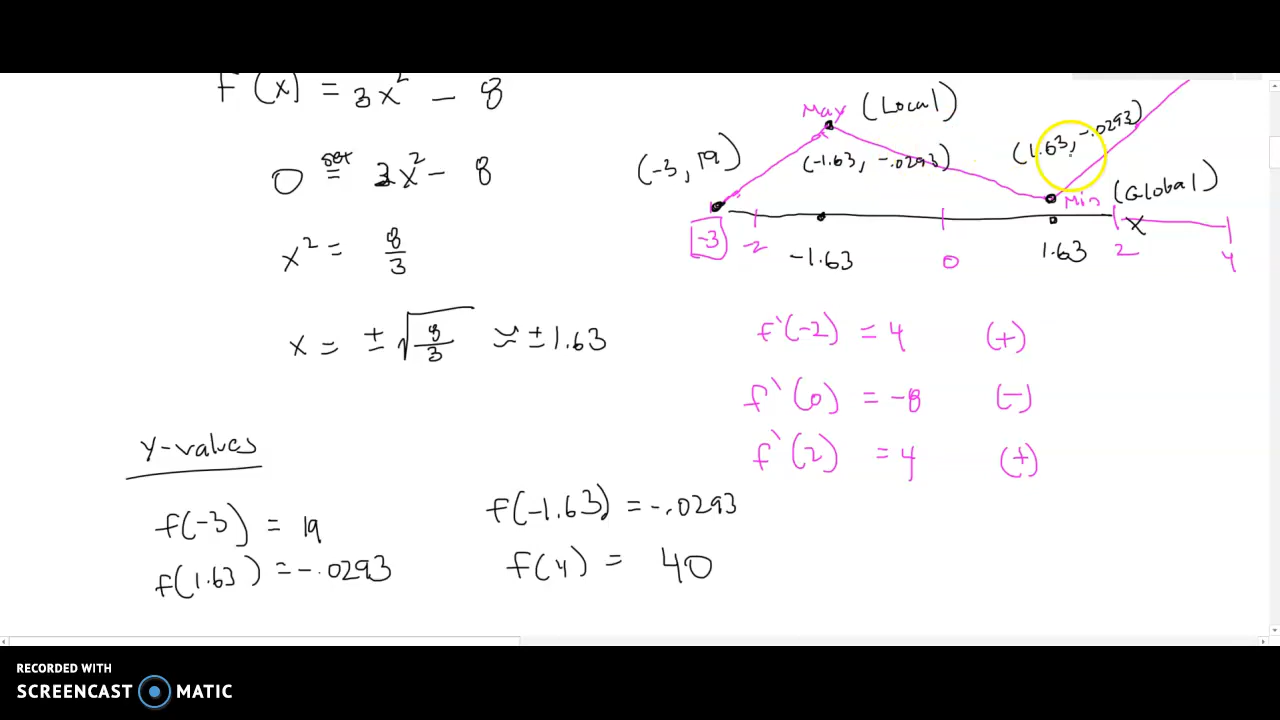 f'(x) = 3x² - 8
0 set= 3x² - 8
x² = 8/3
x = ± √8/3 ≈ ±1.63
Y-values
f(-3) = 19
f(1.63) = -.0293
f(-1.63) = -.0293
f(4) = 40
Max (Local)
(-3, 19)
(-1.63, -.0293)
(1.63, -.0293)
Min (Global)
x
-3 -2 -1.63 0 1.63 2 4
f'(-2) = 4 (+)
f'(0) = -8 (-)
f'(2) = 4 (+)
RECORDED WITH
SCREENCAST MATIC